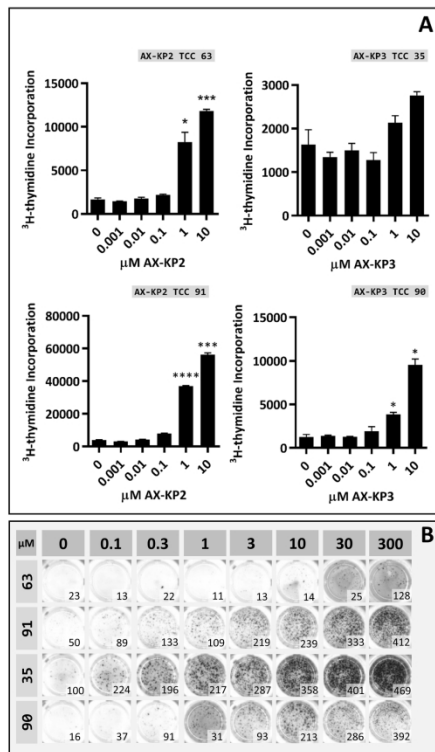 A
AX-KP2 TCC 63
³H-thymidine Incorporation
15000
10000
5000
0
*
***
0
0.001
0.01
0.1
1
10
μM AX-KP2
AX-KP3 TCC 35
³H-thymidine Incorporation
3000
2000
1000
0
0
0.001
0.01
0.1
1
10
μM AX-KP3
AX-KP2 TCC 91
³H-thymidine Incorporation
80000
60000
40000
20000
0
****
***
0
0.001
0.01
0.1
1
10
μM AX-KP2
AX-KP3 TCC 90
³H-thymidine Incorporation
15000
10000
5000
0
*
*
0
0.001
0.01
0.1
1
10
μM AX-KP3
B
μM 0 0.1 0.3 1 3 10 30 300
63 23 13 22 11 13 14 25 128
91 50 89 133 109 219 239 333 412
35 100 224 196 217 287 358 401 469
90 16 37 91 31 93 213 286 392